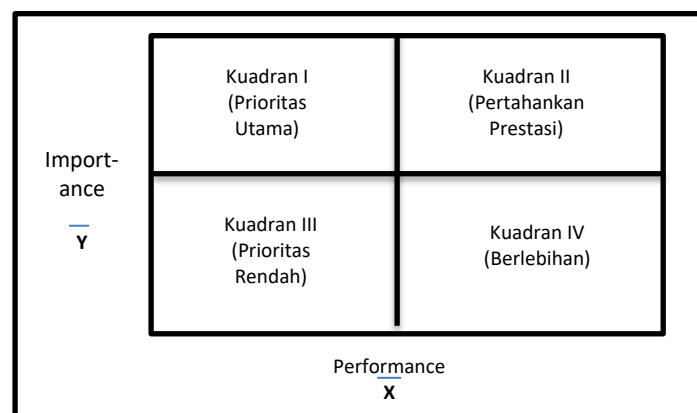 Kuadran I
(Prioritas
Utama)
Kuadran II
(Pertahankan
Prestasi)
Import-
ance
Y
Kuadran III
(Prioritas
Rendah)
Kuadran IV
(Berlebihan)
Performance
X